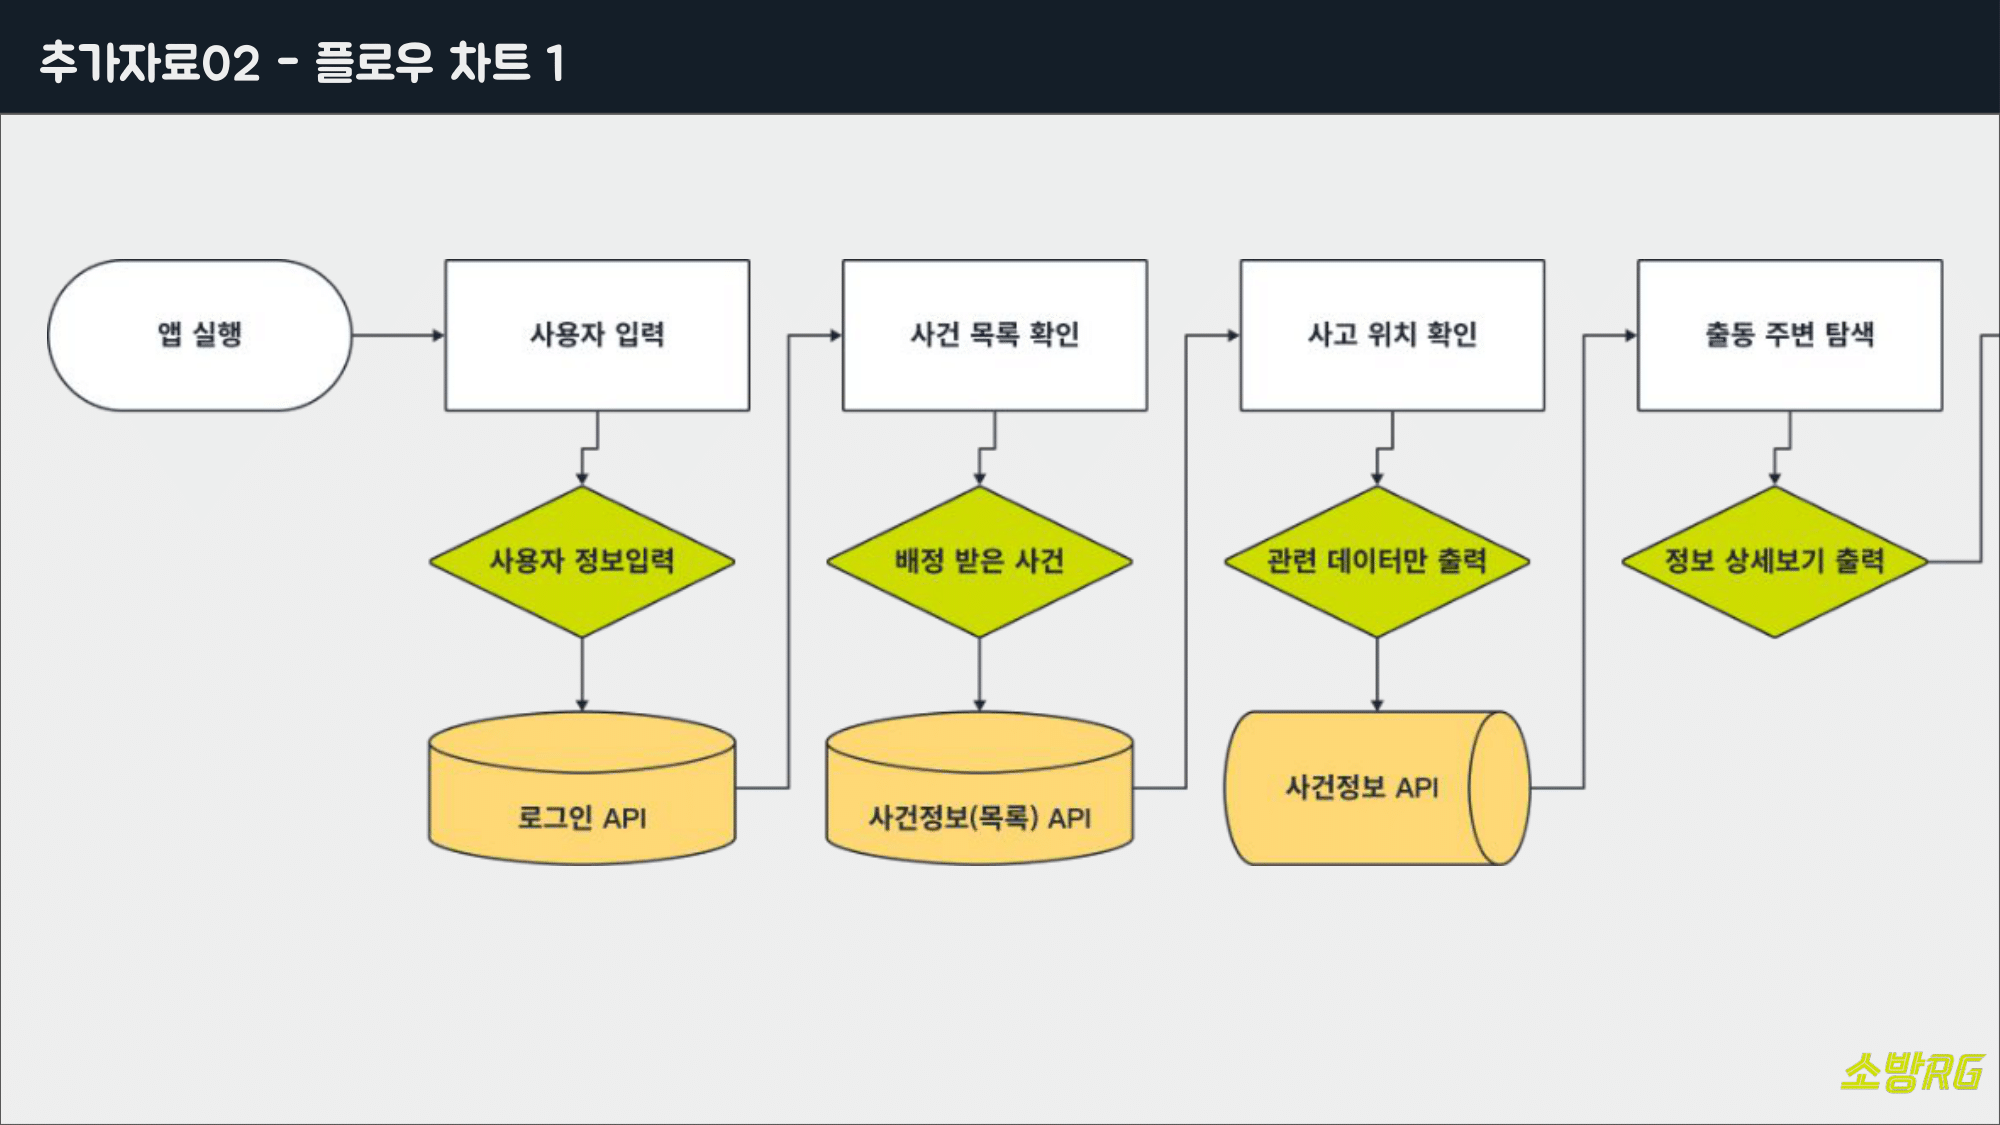 추가자료02 - 플로우 차트 1
앱 실행
사용자 입력
사건 목록 확인
사고 위치 확인
출동 주변 탐색
사용자 정보입력
배정 받은 사건
관련 데이터만 출력
정보 상세보기 출력
로그인 API
사건정보(목록) API
사건정보 API
소방RG